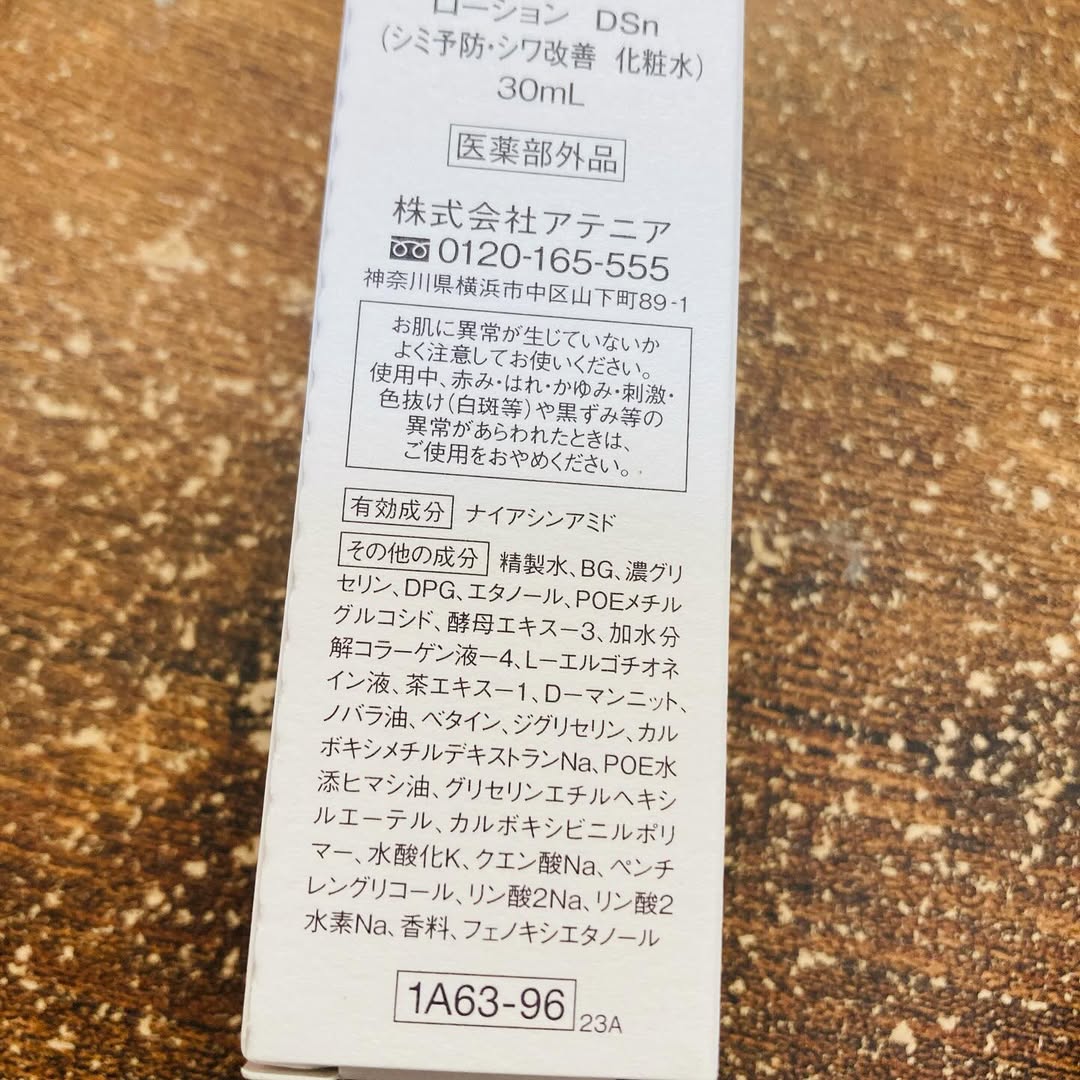 ローション DSn
(シミ予防・シワ改善 化粧水)
30mL
医薬部外品
株式会社アテニア
0120-165-555
神奈川県横浜市中区山下町89-1
お肌に異常が生じていないか
よく注意してお使いください。
使用中、赤み・はれ・かゆみ・刺激・
色抜け(白斑等)や黒ずみ等の
異常があらわれたときは、
ご使用をおやめください。
有効成分 ナイアシンアミド
その他の成分 精製水、BG、濃グリ
セリン、DPG、エタノール、POEメチル
グルコシド、酵母エキス－3、加水分
解コラーゲン液－4、L－エルゴチオネ
イン液、茶エキス－1、D－マンニット、
ノバラ油、ベタイン、ジグリセリン、カル
ボキシメチルデキストランNa、POE水
添ヒマシ油、グリセリンエチルヘキシ
ルエーテル、カルボキシビニルポリ
マー、水酸化K、クエン酸Na、ペンチ
レングリコール、リン酸2Na、リン酸2
水素Na、香料、フェノキシエタノール
1A63-96
23A